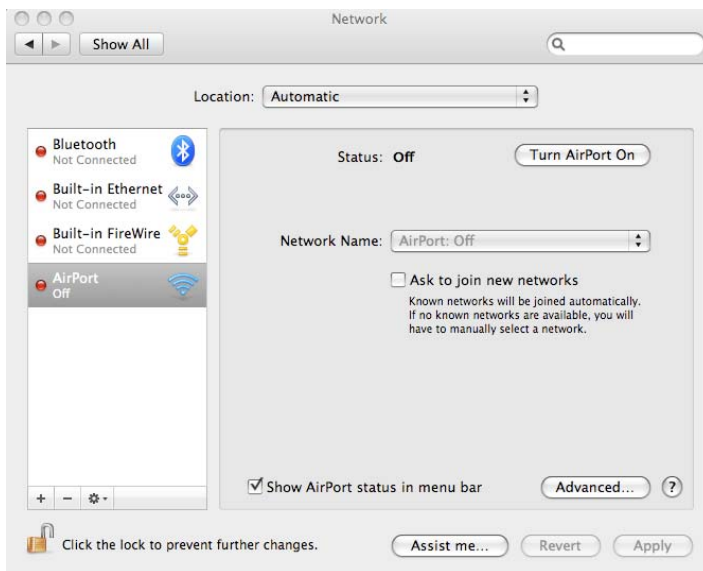 Network
Show All
Location: Automatic
Bluetooth
Not Connected
Built-in Ethernet
Not Connected
Built-in FireWire
Not Connected
AirPort
Off
Status: Off
Turn AirPort On
Network Name: AirPort: Off
Ask to join new networks
Known networks will be joined automatically.
If no known networks are available, you will
have to manually select a network.
Show AirPort status in menu bar
Advanced...
?
Click the lock to prevent further changes.
Assist me...
Revert
Apply